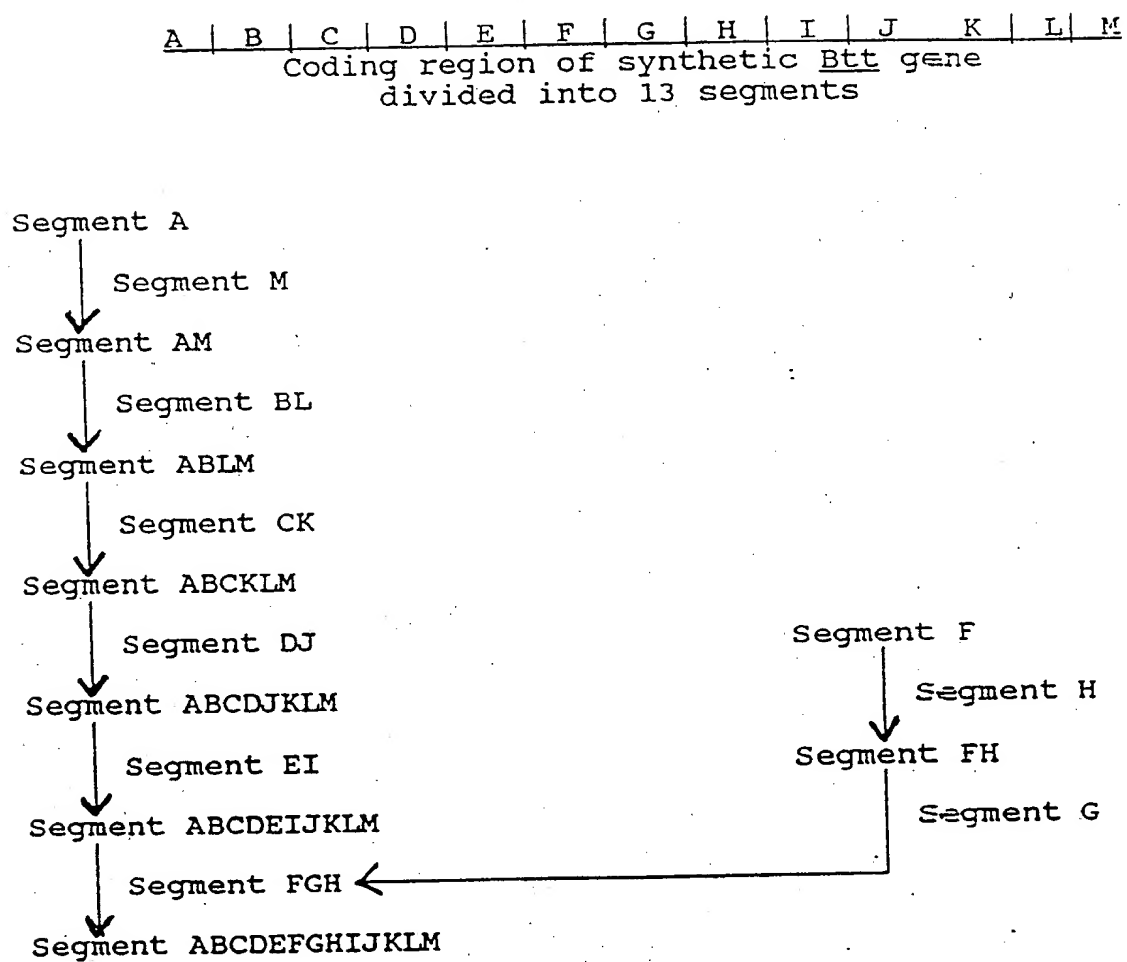 A | B | C | D | E | F | G | H | I | J K | L | M
Coding region of synthetic Btt gene
divided into 13 segments
Segment A
Segment M
Segment AM
Segment BL
Segment ABLM
Segment CK
Segment ABCKLM
Segment DJ
Segment ABCDJKLM
Segment EI
Segment ABCDEIJKLM
Segment FGH
Segment ABCDEFGHIJKLM
Segment F
Segment H
Segment FH
Segment G